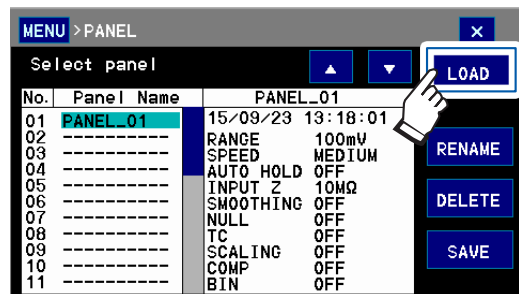 MENU > PANEL ×
Select panel ▲ ▼ LOAD
No. Panel Name PANEL_01
01 PANEL_01 15/09/23 13:18:01
02 ---------- RANGE 100mV
03 ---------- SPEED MEDIUM
04 ---------- AUTO HOLD OFF
05 ---------- INPUT Z 10MΩ
06 ---------- SMOOTHING OFF
07 ---------- NULL OFF
08 ---------- TC OFF
09 ---------- SCALING OFF
10 ---------- COMP OFF
11 ---------- BIN OFF
RENAME
DELETE
SAVE